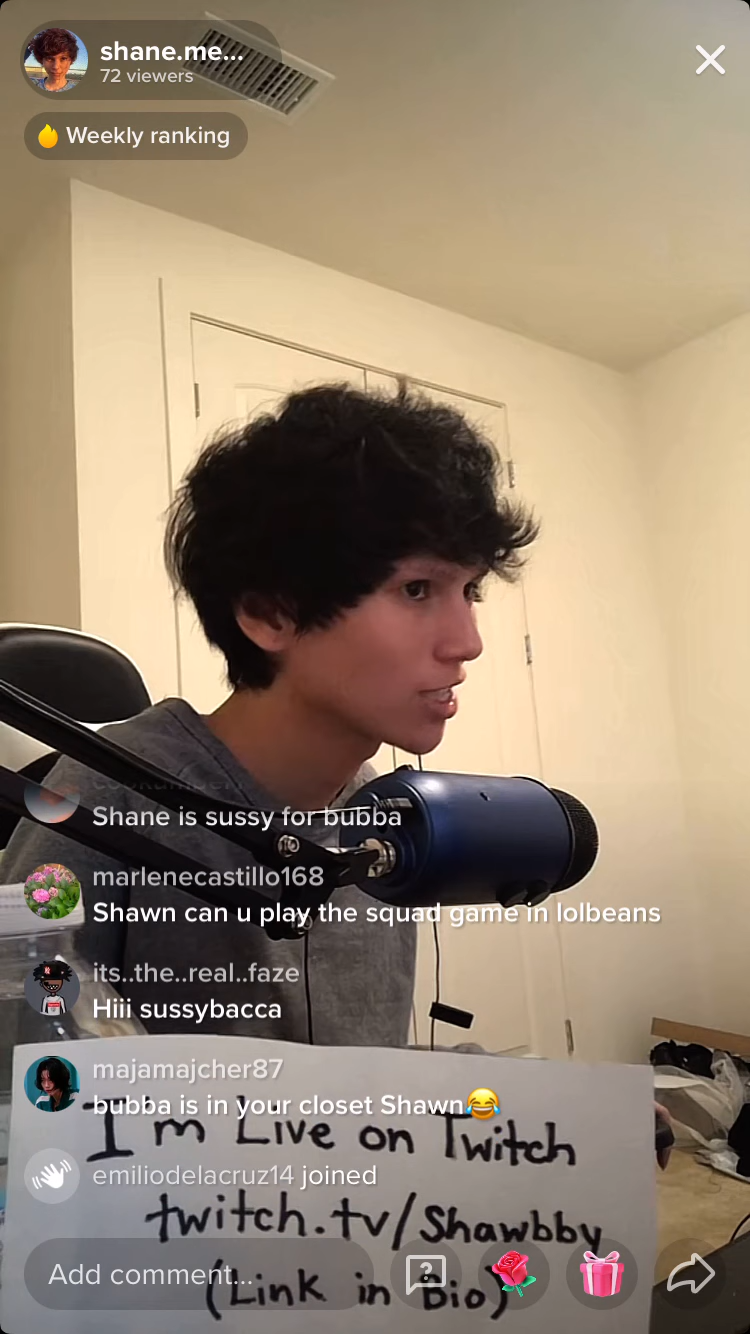 shane.me...
72 viewers
Weekly ranking
Shane is sussy for bubba
marlenecastillo168
Shawn can u play the squad game in lolbeans
its..the..real..faze
Hiii sussybacca
majamajcher87
bubba is in your closet Shawn😂
I'm Live on Twitch
emiliodelacruz14 joined
twitch.tv/Shawbby
Add comment...
(Link in Bio)